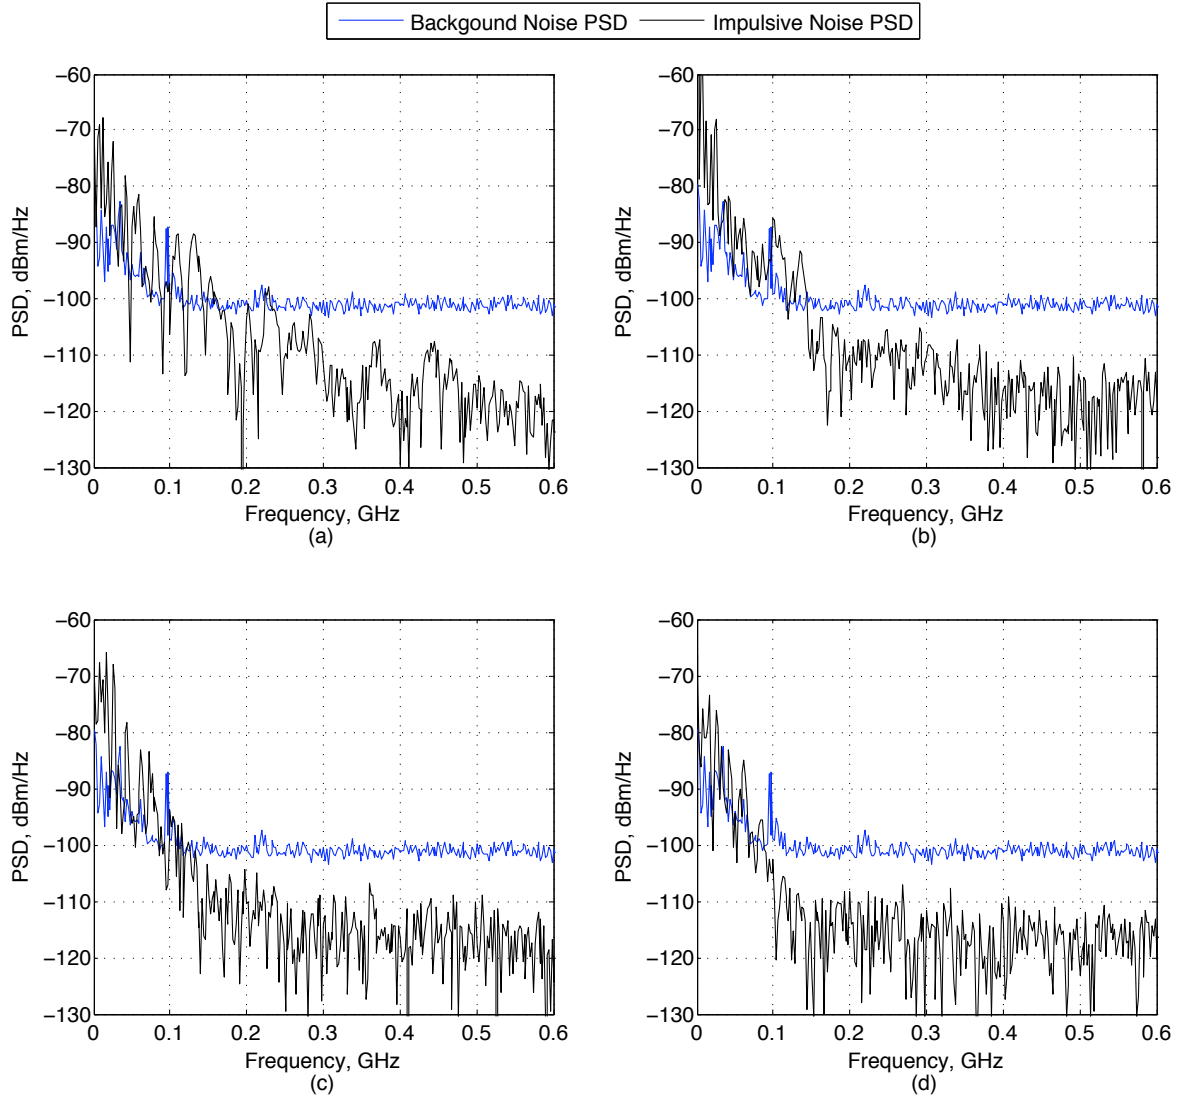 Backgound Noise PSD
Impulsive Noise PSD
−60
−70
−80
−90
−100
−110
−120
−130
PSD, dBm/Hz
0 0.1 0.2 0.3 0.4 0.5 0.6
Frequency, GHz
(a)
−60
−70
−80
−90
−100
−110
−120
−130
PSD, dBm/Hz
0 0.1 0.2 0.3 0.4 0.5 0.6
Frequency, GHz
(b)
−60
−70
−80
−90
−100
−110
−120
−130
PSD, dBm/Hz
0 0.1 0.2 0.3 0.4 0.5 0.6
Frequency, GHz
(c)
−60
−70
−80
−90
−100
−110
−120
−130
PSD, dBm/Hz
0 0.1 0.2 0.3 0.4 0.5 0.6
Frequency, GHz
(d)